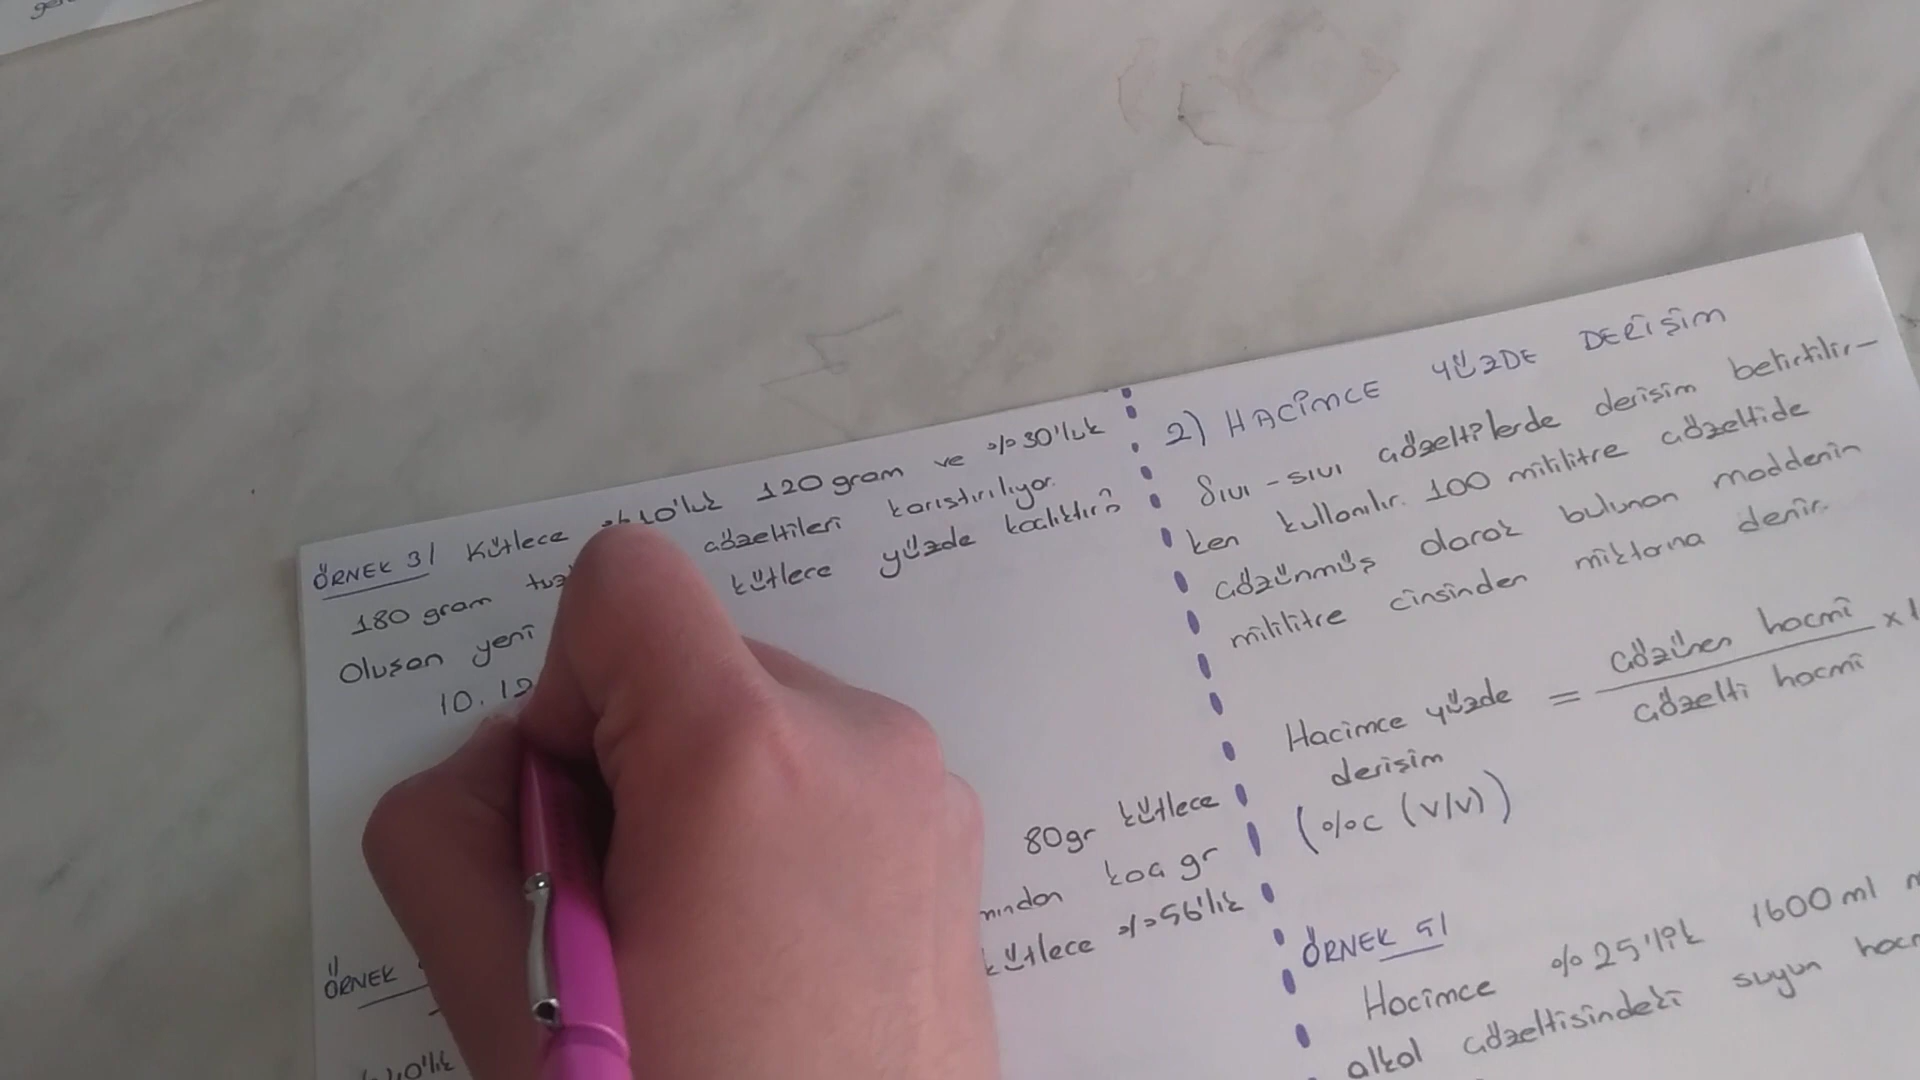 ÖRNEK 3/ Kütlece %10'luk 120 gram ve %30'luk
180 gram tuz çözeltileri karıştırılıyor.
Oluşan yeni kütlece yüzde kaçlıktır?
10.12
80gr kütlece
kaç gr
kütlece %56'lık
ÖRNEK
2) HACİMCE YÜZDE DERİŞİM
Sıvı-sıvı çözeltilerde derişim belirtilir-
ken kullanılır. 100 mililitre çözeltide
çözünmüş olarak bulunan maddenin
mililitre cinsinden miktarına denir.
Hacimce yüzde = çözünen hacmi
çözelti hacmi
derişim
(%c (v/v))
ÖRNEK 5/
Hacimce %25'lik 1600 ml
alkol çözeltisindeki suyun